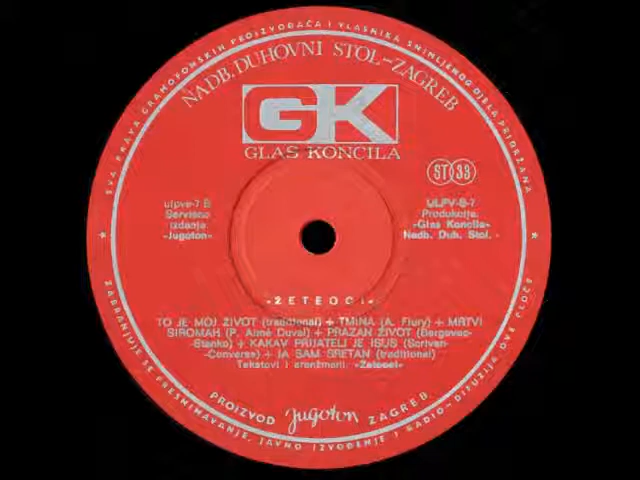 SVA PRAVA GRAMOFONSKIH PROIZVOĐAČA I VLASNIKA SNIMLJENOG DJELA PRIDRŽANA
NADB. DUHOVNI STOL - ZAGREB
GK
GLAS KONCILA
ulpve-7 B
Servisno
izdanje
»Jugoton«
ST 33
ULPV-S-7
Produkcija:
»Glas Koncila«
Nadb. Duh. Stol.
»ZETEOCI«
TO JE MOJ ŽIVOT (traditional) + TMINA (A. Flury) + MRTVI
SIROMAH (P. Aimé Duval) + PRAZAN ŽIVOT (Bergovec-
Stanko) + KAKAV PRIJATELJ JE ISUS (Scriven-
-Converse) + JA SAM SRETAN (traditional)
Tekstovi i aranžmani: »Zeteoci«
PROIZVOD Jugoton ZAGREB
ZABRANJUJE SE PRESNIMAVANJE, JAVNO IZVOĐENJE I RADIO-DIFUZIJA OVE PLOČE